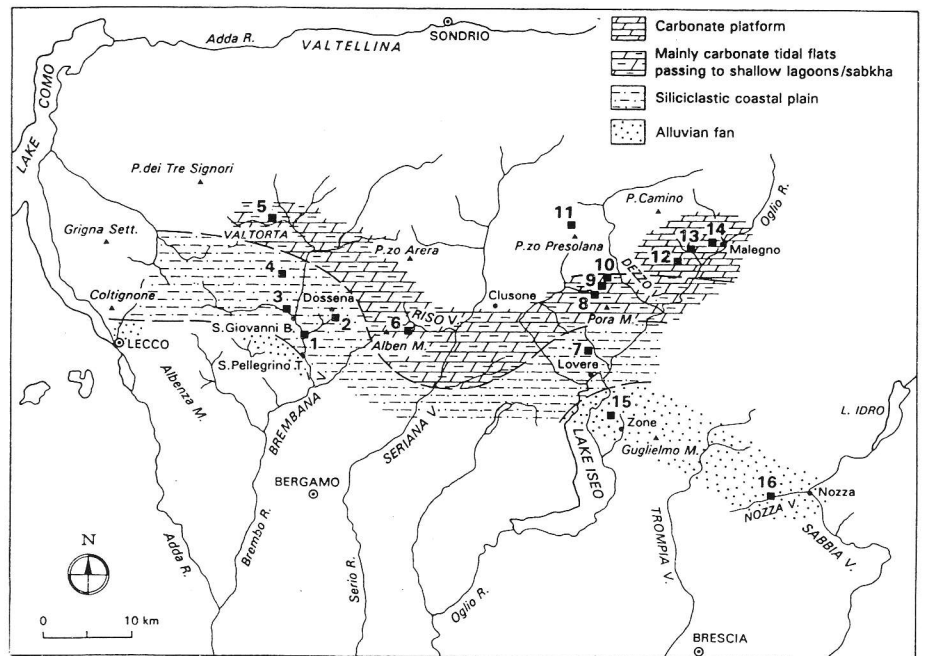 Adda R.
VALTELLINA
SONDRIO
Carbonate platform
Mainly carbonate tidal flats
passing to shallow lagoons/sabkha
Siliciclastic coastal plain
Alluvian fan
LAKE COMO
P. dei Tre Signori
5
VALTORTA
Grigna Sett.
P.zo Arera
11
P.zo Presolana
P. Camino
Oglio R.
13
14
Malegno
12
DEZZO V.
10
9
8
Pora M.
4
Coltignone
3
Dossena
2
S.Giovanni B.
1
S.Pellegrino T.
LECCO
Albenza M.
RISO V.
6
Alben M.
Clusone
7
Lovere
BREMBANA V.
SERIANA V.
15
Zone
Guglielmo M.
L. IDRO
LAKE ISEO
16
Nozza
NOZZA V.
SABBIA V.
TROMPIA V.
BERGAMO
Adda R.
Brembo R.
Serio R.
Oglio R.
BRESCIA
N
0 10 km